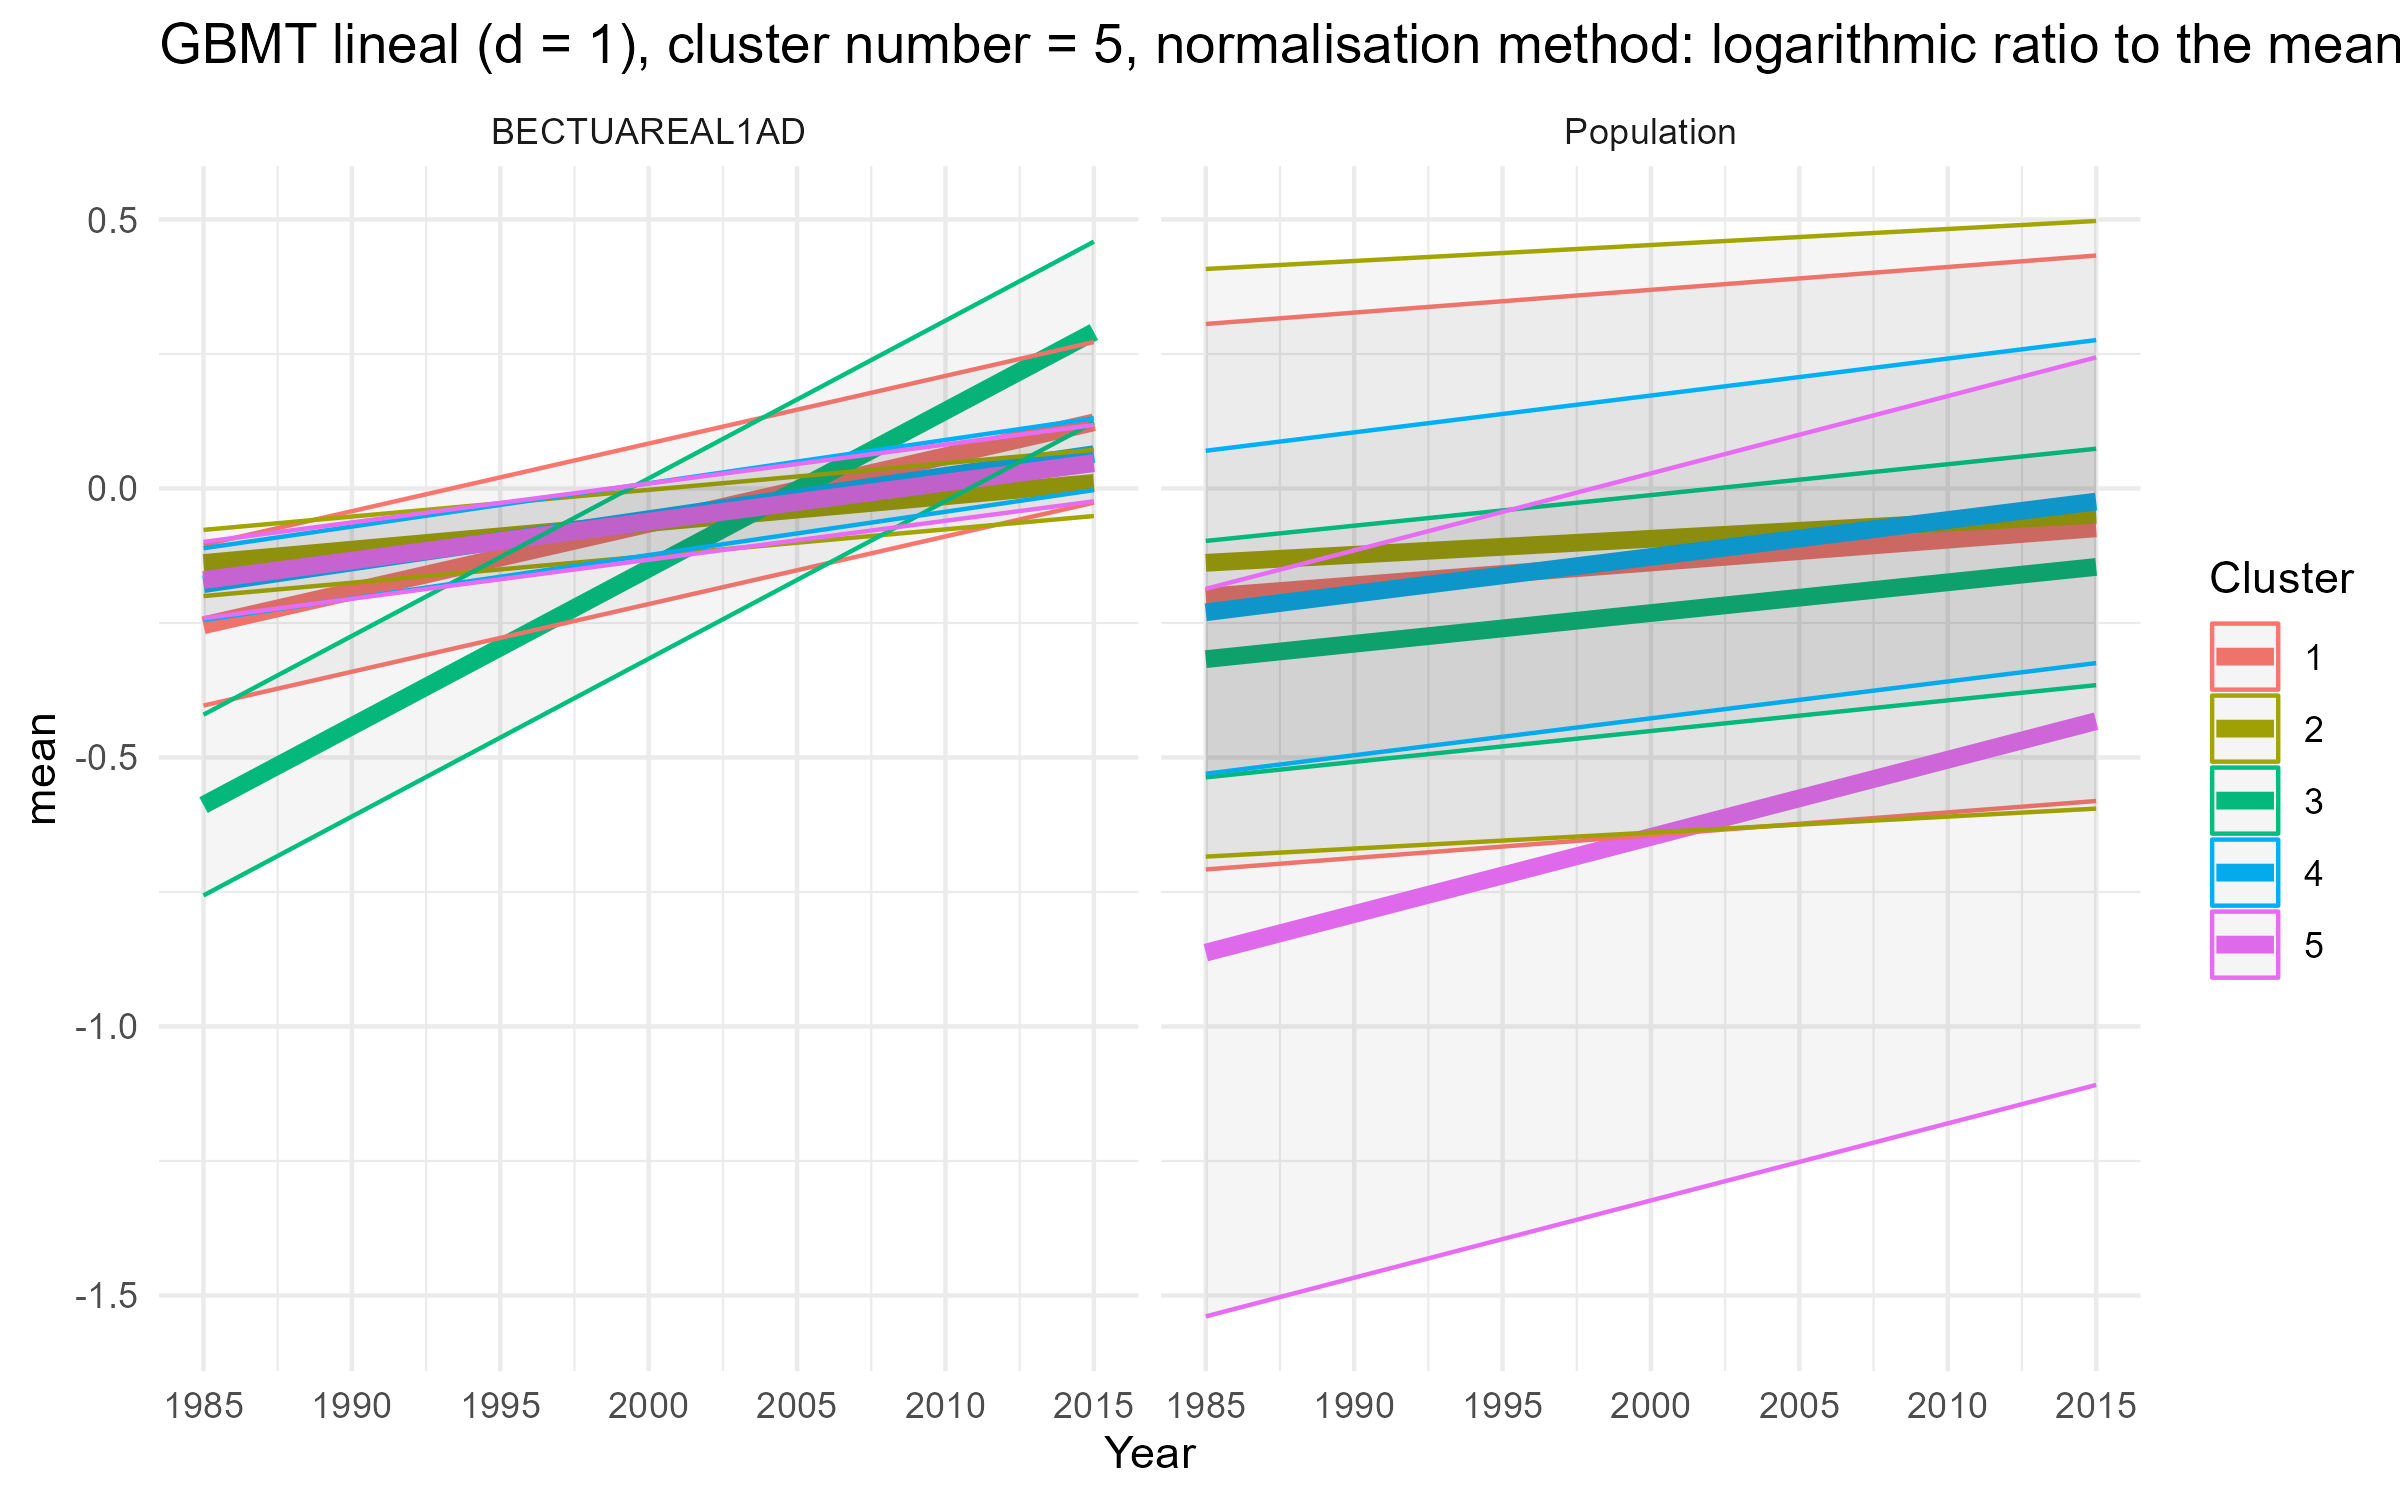 GBMT lineal (d = 1), cluster number = 5, normalisation method: logarithmic ratio to the mean
BECTUAREAL1AD
Population
0.5
0.0
-0.5
-1.0
-1.5
mean
1985 1990 1995 2000 2005 2010 2015
1985 1990 1995 2000 2005 2010 2015
Year
Cluster
1
2
3
4
5